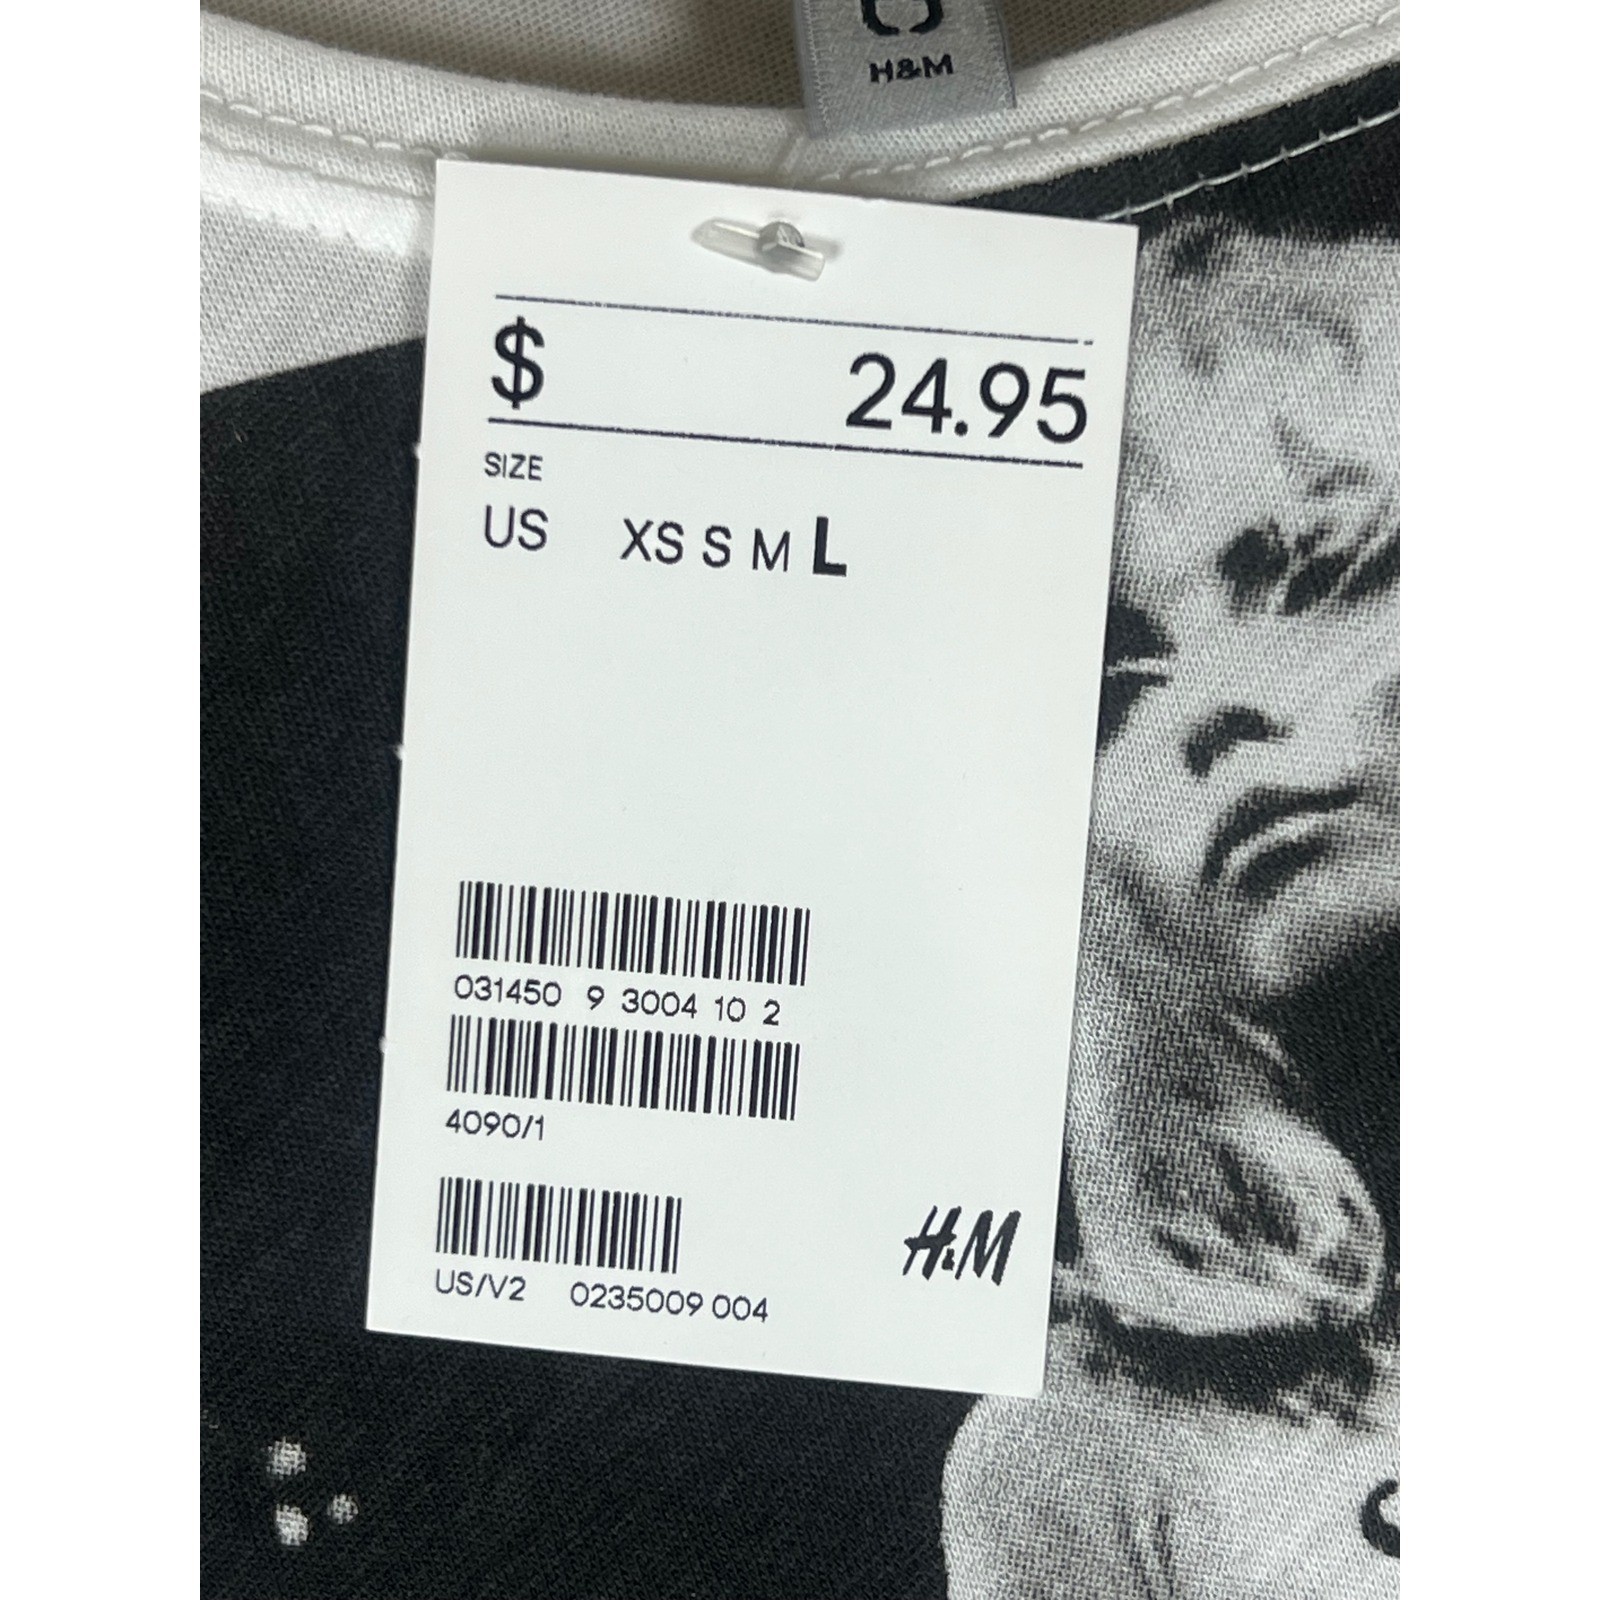 H&M
$ 24.95
SIZE
US XS S M L
031450 9 3004 10 2
4090/1
H&M
US/V2 0235009 004